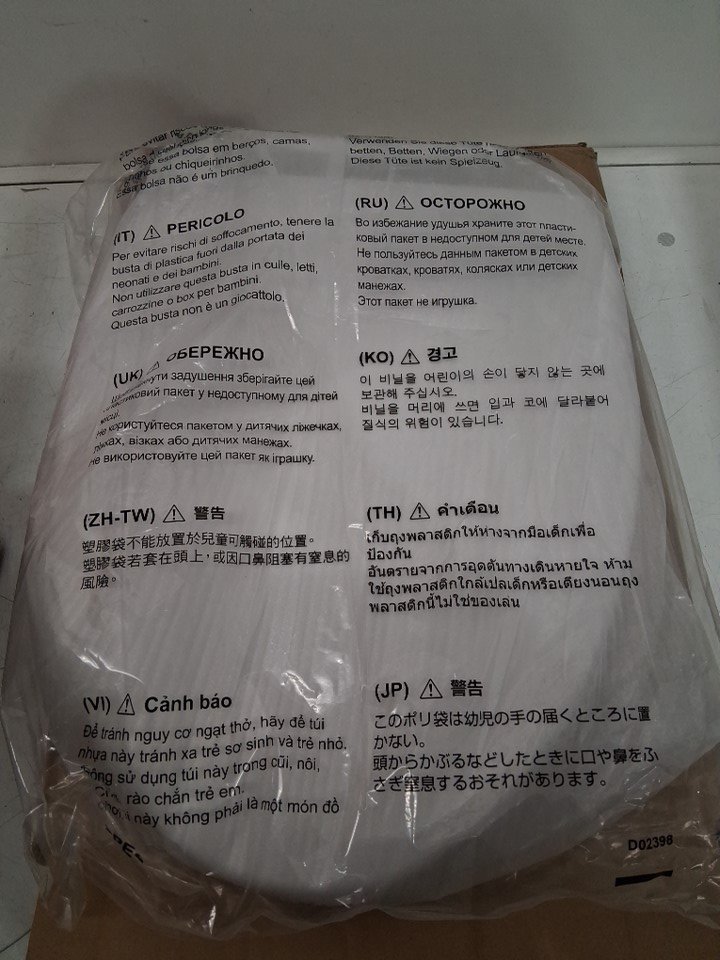 bolsa
essa bolsa em berços, camas,
ou chiqueirinhos
bolsa não é um brinquedo.
Verwenden Sie diese Tüte
betten, Betten, Wiegen oder
Diese Tüte ist kein Spielzeug.
(IT) ⚠ PERICOLO
Per evitare rischi di soffocamento, tenere la
busta di plastica fuori dalla portata dei
neonati e dei bambini.
Non utilizzare questa busta in culle, letti,
carrozzine o box per bambini.
Questa busta non è un giocattolo.
(RU) ⚠ ОСТОРОЖНО
Во избежание удушья храните этот пласти-
ковый пакет в недоступном для детей месте.
Не пользуйтесь данным пакетом в детских
кроватках, кроватях, колясках или детских
манежах.
Этот пакет не игрушка.
(UK) ⚠ ОБЕРЕЖНО
задушення зберігайте цей
пакет у недоступному для дітей
місці.
Не користуйтеся пакетом у дитячих ліжечках,
візках або дитячих манежах.
Не використовуйте цей пакет як іграшку.
(KO) ⚠ 경고
이 비닐을 어린이의 손이 닿지 않는 곳에
보관해 주십시오.
비닐을 머리에 쓰면 입과 코에 달라붙어
질식의 위험이 있습니다.
(ZH-TW) ⚠ 警告
塑膠袋不能放置於兒童可觸碰的位置。
塑膠袋若套在頭上，或因口鼻阻塞有窒息的
風險。
(TH) ⚠ คำเตือน
เก็บถุงพลาสติกให้ห่างจากมือเด็กเพื่อ
ป้องกัน
อันตรายจากการอุดตันทางเดินหายใจ ห้าม
ใช้ถุงพลาสติกใกล้เปลเด็กหรือเตียงนอนถุง
พลาสติกนี้ไม่ใช่ของเล่น
(VI) ⚠ Cảnh báo
Để tránh nguy cơ ngạt thở, hãy để túi
nhựa này tránh xa trẻ sơ sinh và trẻ nhỏ.
sử dụng túi này trong cũi, nôi,
rào chắn trẻ em.
này không phải là một món đồ
(JP) ⚠ 警告
このポリ袋は幼児の手の届くところに置
かない。
頭からかぶるなどしたときに口や鼻をふ
さぎ窒息するおそれがあります。
D02398